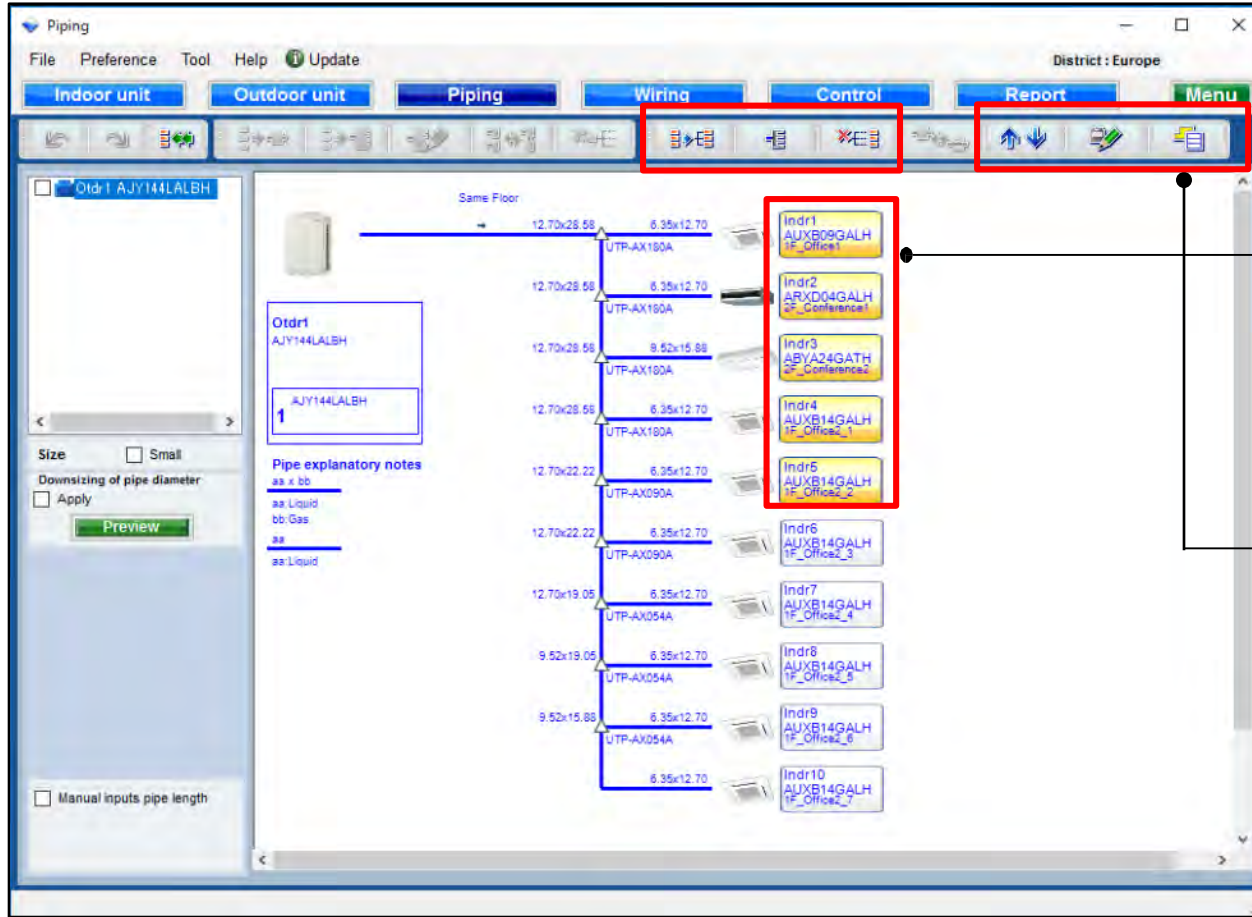 Piping
File Preference Tool Help Update District : Europe
Indoor unit Outdoor unit Piping Wiring Control Report Menu
Otdr1 AJY144LALBH
Size Small
Downsizing of pipe diameter
Apply
Preview
Manual inputs pipe length
Same Floor
Otdr1
AJY144LALBH
AJY144LALBH
1
Pipe explanatory notes
aa x bb
aa:Liquid
bb:Gas
aa
aa:Liquid
12.70x28.58 6.35x12.70
UTP-AX180A
Indr1
AUXB09GALH
1F_Office1
12.70x28.58 6.35x12.70
UTP-AX180A
Indr2
ARXD04GALH
2F_Conference1
12.70x28.58 9.52x15.88
UTP-AX180A
Indr3
ABYA24GATH
2F_Conference2
12.70x28.58 6.35x12.70
UTP-AX180A
Indr4
AUXB14GALH
1F_Office2_1
12.70x22.22 6.35x12.70
UTP-AX090A
Indr5
AUXB14GALH
1F_Office2_2
12.70x22.22 6.35x12.70
UTP-AX090A
Indr6
AUXB14GALH
1F_Office2_3
12.70x19.05 6.35x12.70
UTP-AX054A
Indr7
AUXB14GALH
1F_Office2_4
9.52x19.05 6.35x12.70
UTP-AX054A
Indr8
AUXB14GALH
1F_Office2_5
9.52x15.88 6.35x12.70
UTP-AX054A
Indr9
AUXB14GALH
1F_Office2_6
6.35x12.70
Indr10
AUXB14GALH
1F_Office2_7